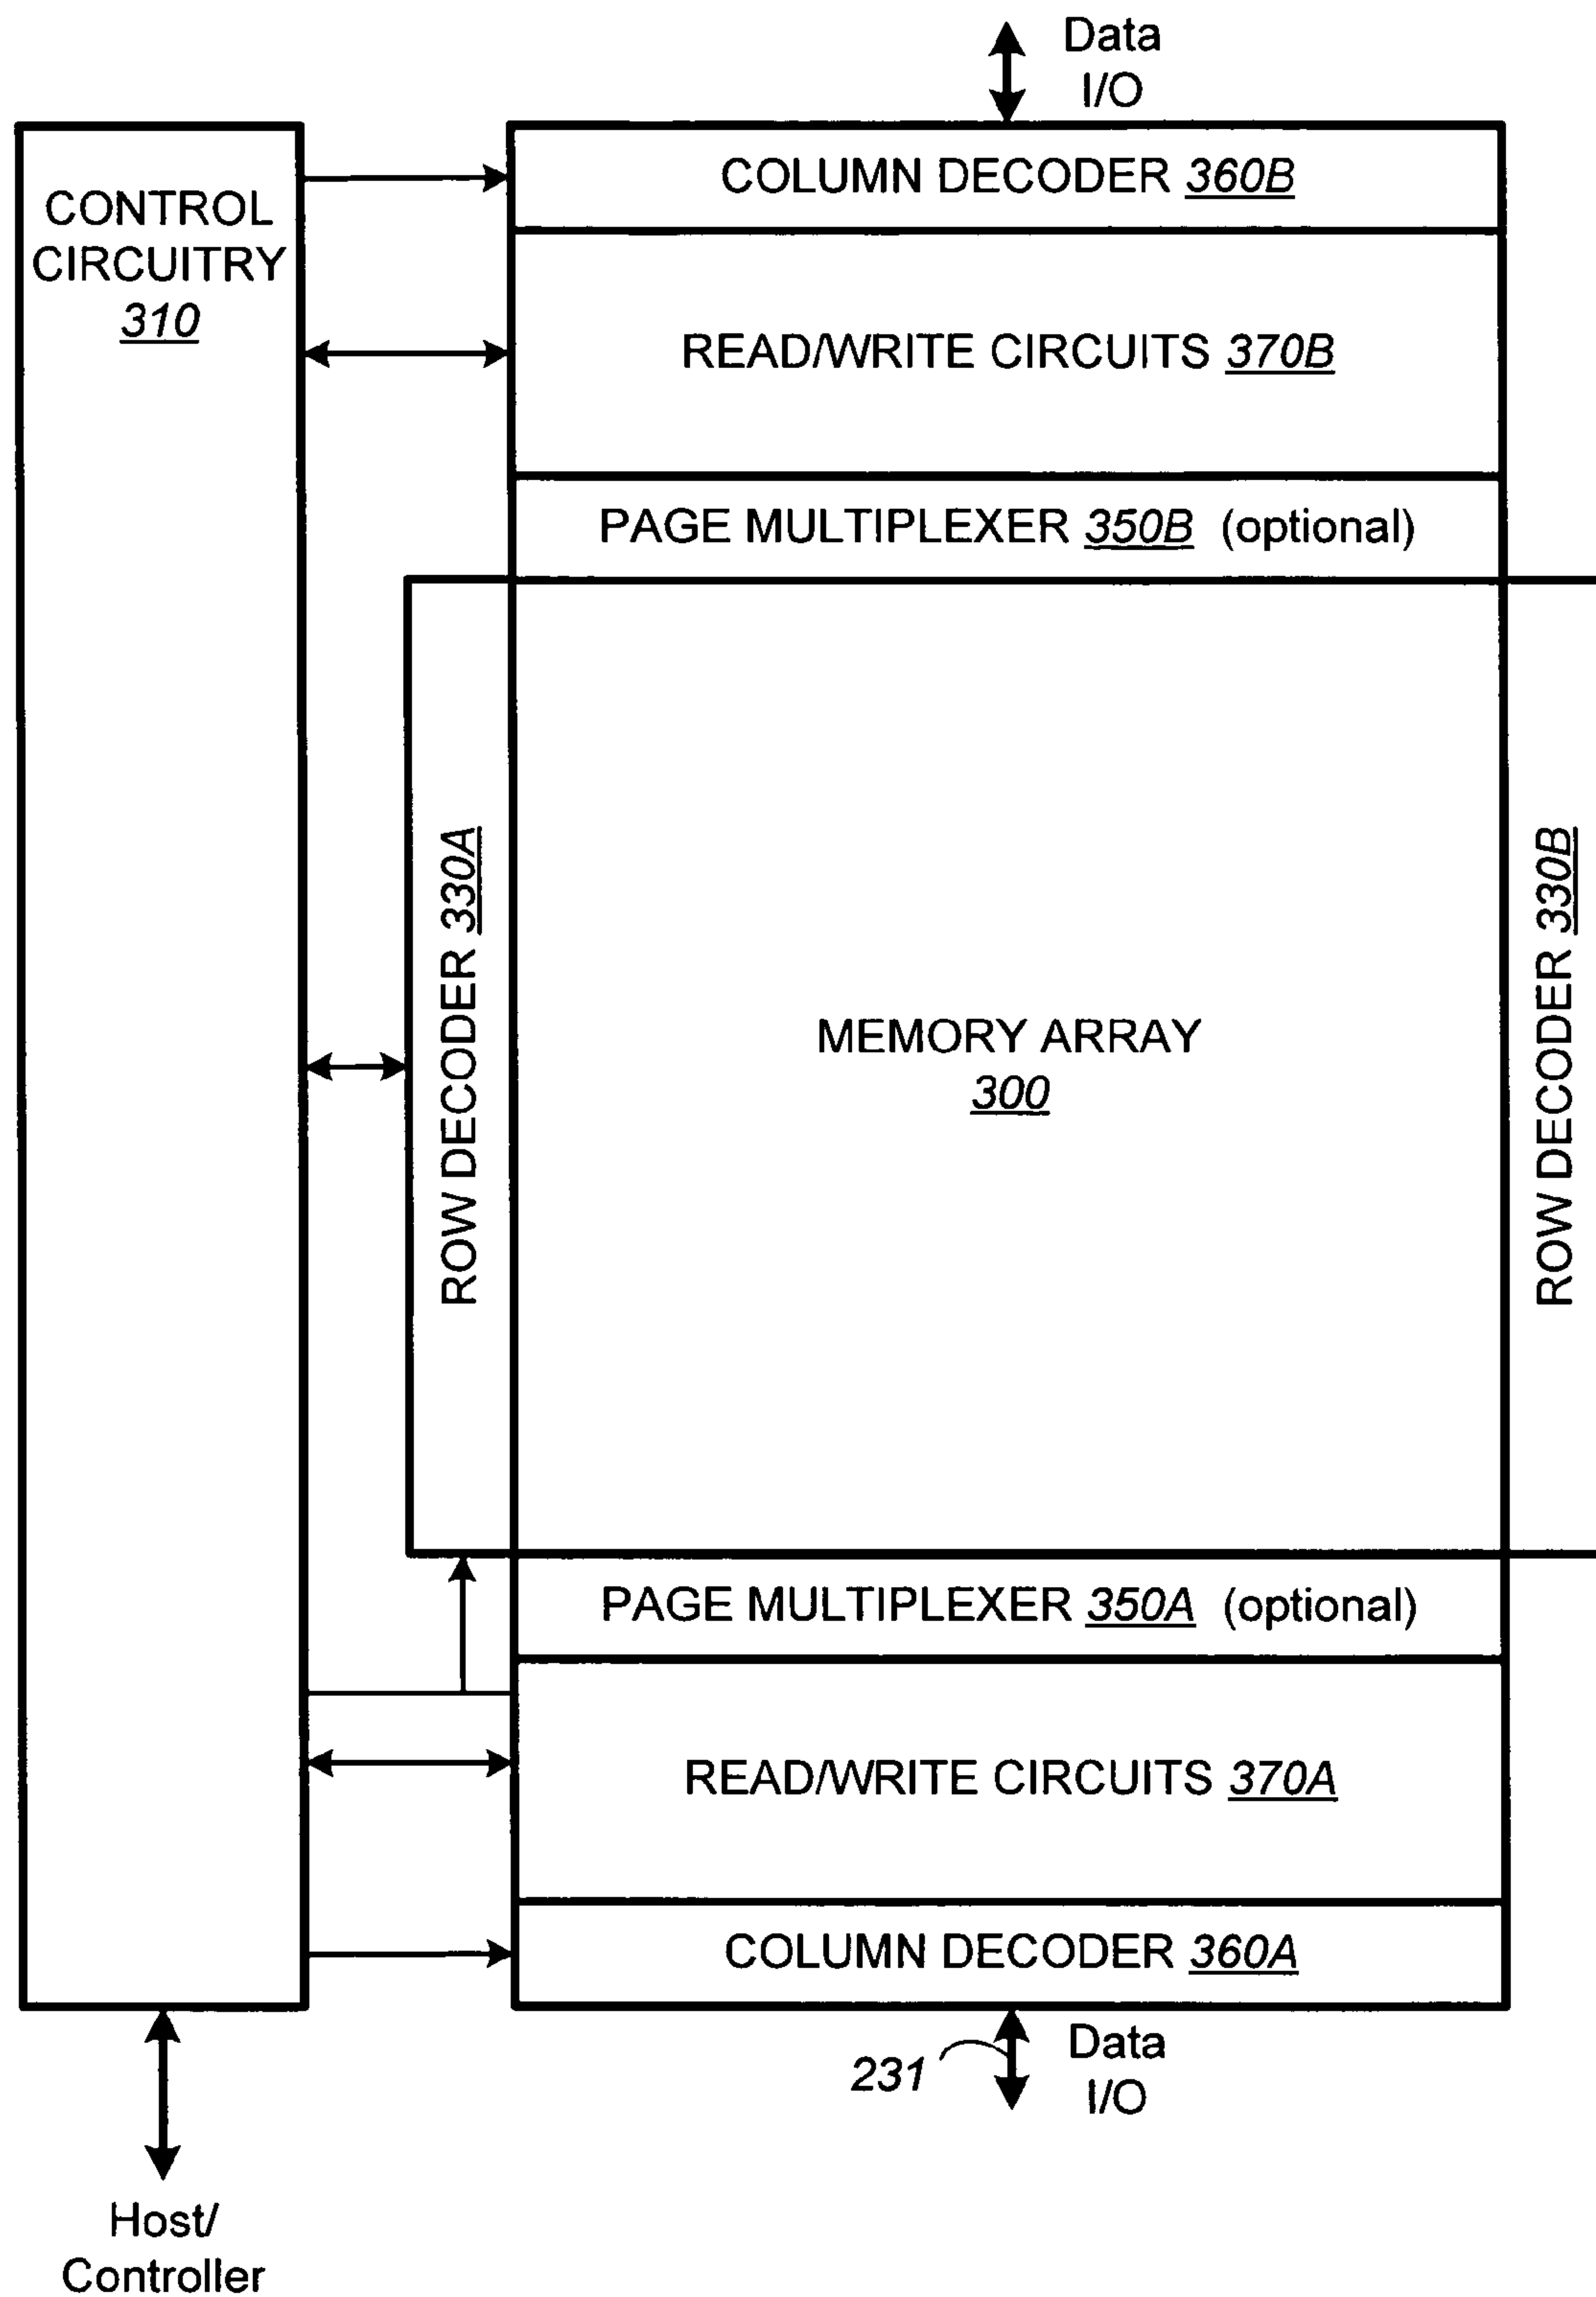 Data
I/O
CONTROL
CIRCUITRY
310
COLUMN DECODER 360B
READ/WRITE CIRCUITS 370B
PAGE MULTIPLEXER 350B (optional)
ROW DECODER 330A
MEMORY ARRAY
300
ROW DECODER 330B
PAGE MULTIPLEXER 350A (optional)
READ/WRITE CIRCUITS 370A
COLUMN DECODER 360A
231
Data
I/O
Host/
Controller